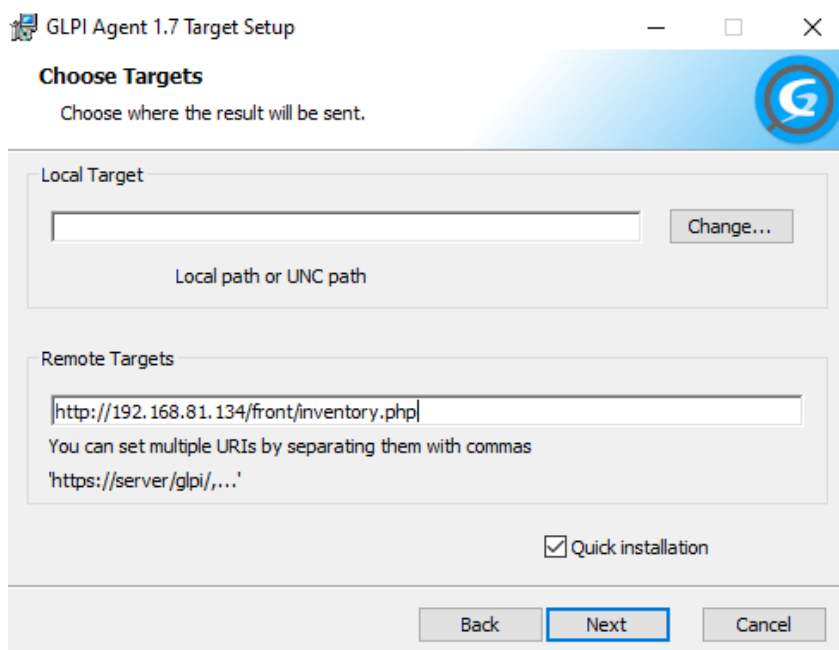 GLPI Agent 1.7 Target Setup
Choose Targets
Choose where the result will be sent.
Local Target
Change...
Local path or UNC path
Remote Targets
http://192.168.81.134/front/inventory.php
You can set multiple URIs by separating them with commas
'https://server/glpi/,...'
Quick installation
Back Next Cancel